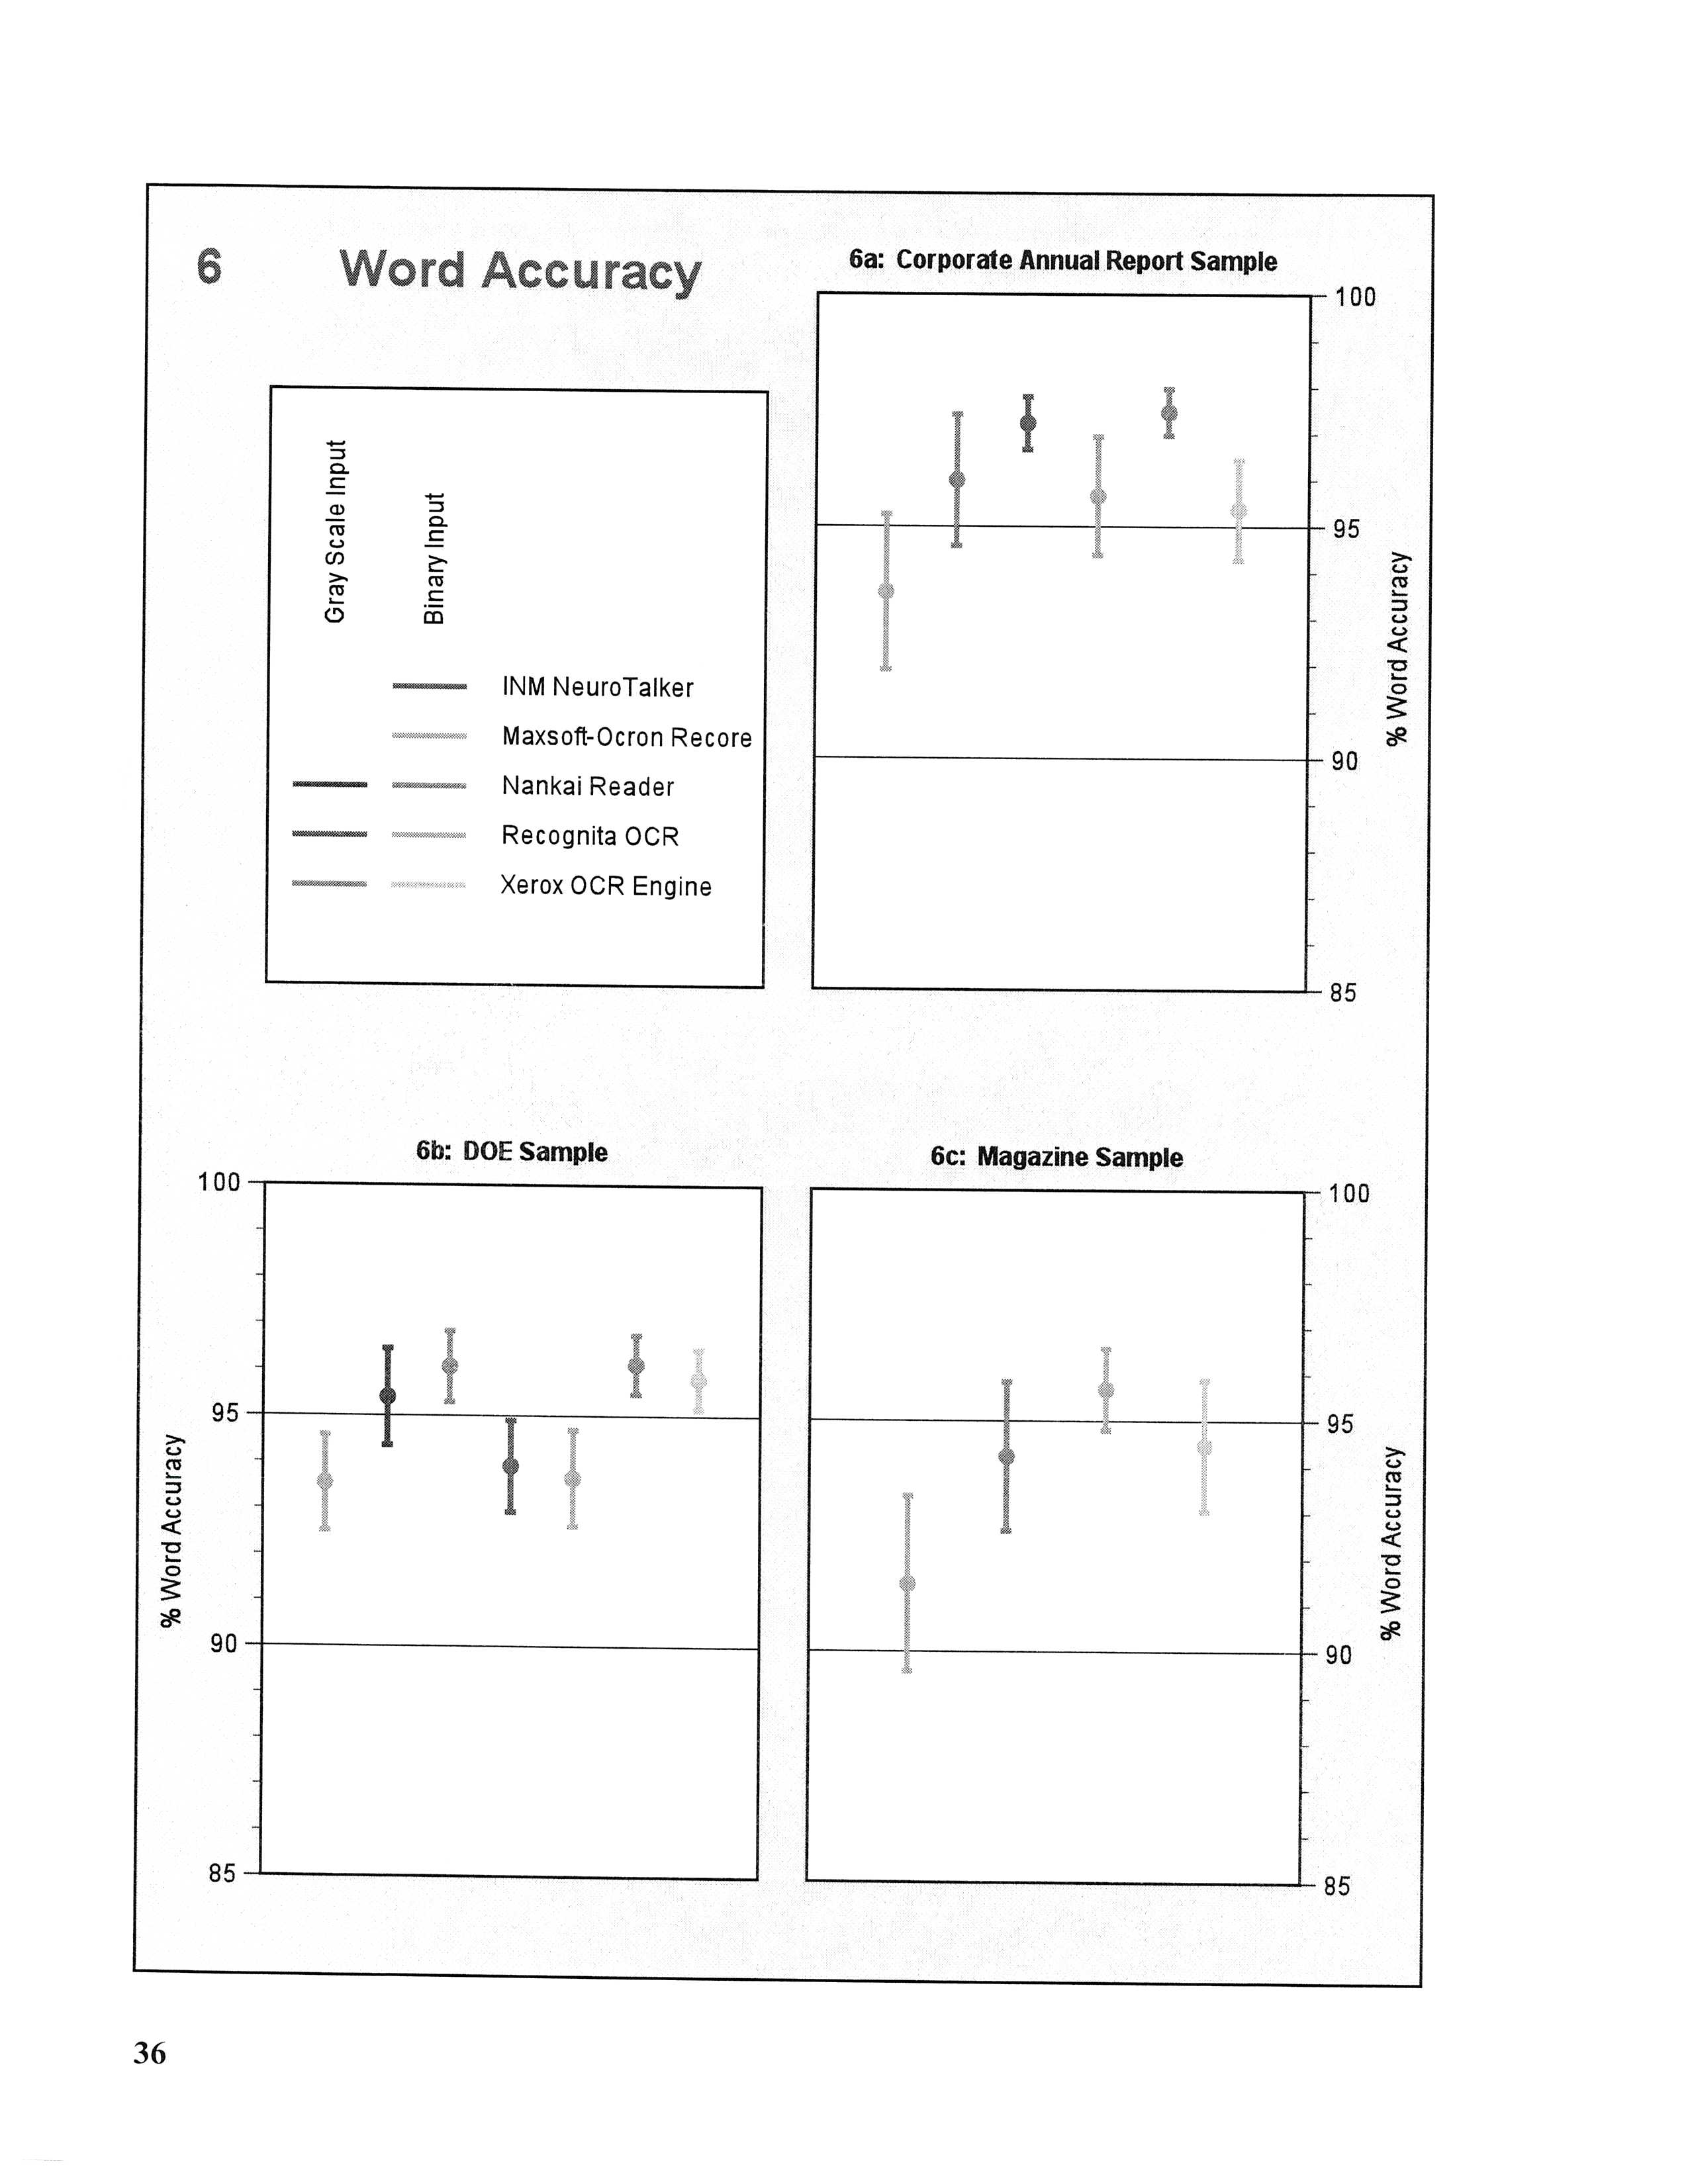 6 Word Accuracy
Gray Scale Input
Binary Input
INM NeuroTalker
Maxsoft-Ocron Recore
Nankai Reader
Recognita OCR
Xerox OCR Engine
6a: Corporate Annual Report Sample
100
95
90
85
% Word Accuracy
6b: DOE Sample
100
95
90
85
% Word Accuracy
6c: Magazine Sample
100
95
90
85
% Word Accuracy
36